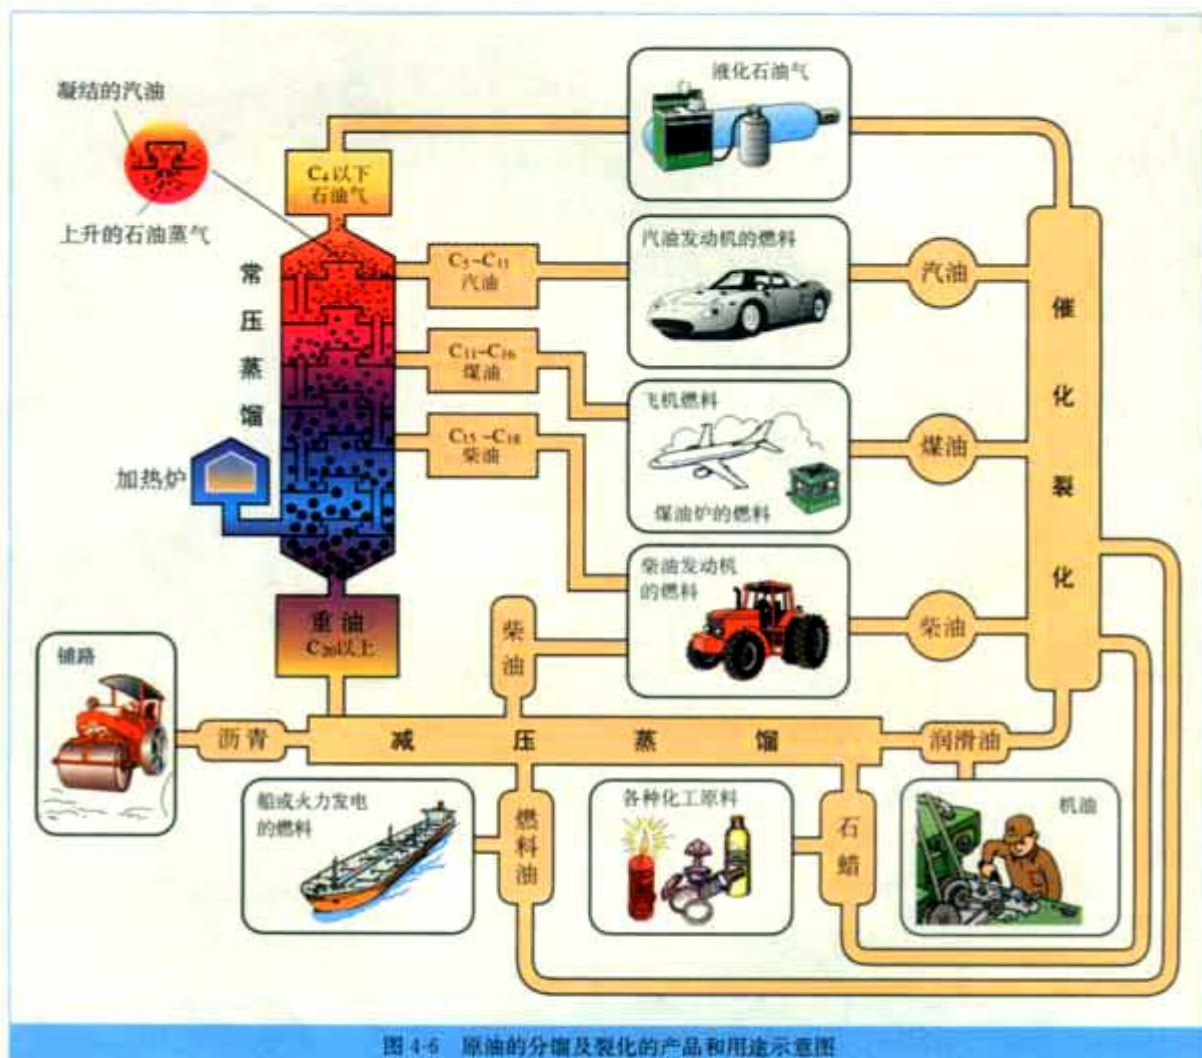 凝结的汽油
上升的石油蒸气
C₄以下
石油气
液化石油气
常压蒸馏
C₅~C₁₁
汽油
汽油发动机的燃料
汽油
C₁₁~C₁₆
煤油
飞机燃料
煤油炉的燃料
煤油
C₁₅~C₁₈
柴油
柴油发动机
的燃料
柴油
催化裂化
加热炉
重油
C₂₀以上
柴油
铺路
沥青
减压蒸馏
润滑油
船或火力发电
的燃料
燃料油
各种化工原料
石蜡
机油
图 4-6 原油的分馏及裂化的产品和用途示意图